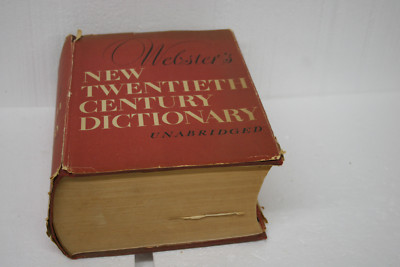 Webster's
NEW
TWENTIETH
CENTURY
DICTIONARY
UNABRIDGED